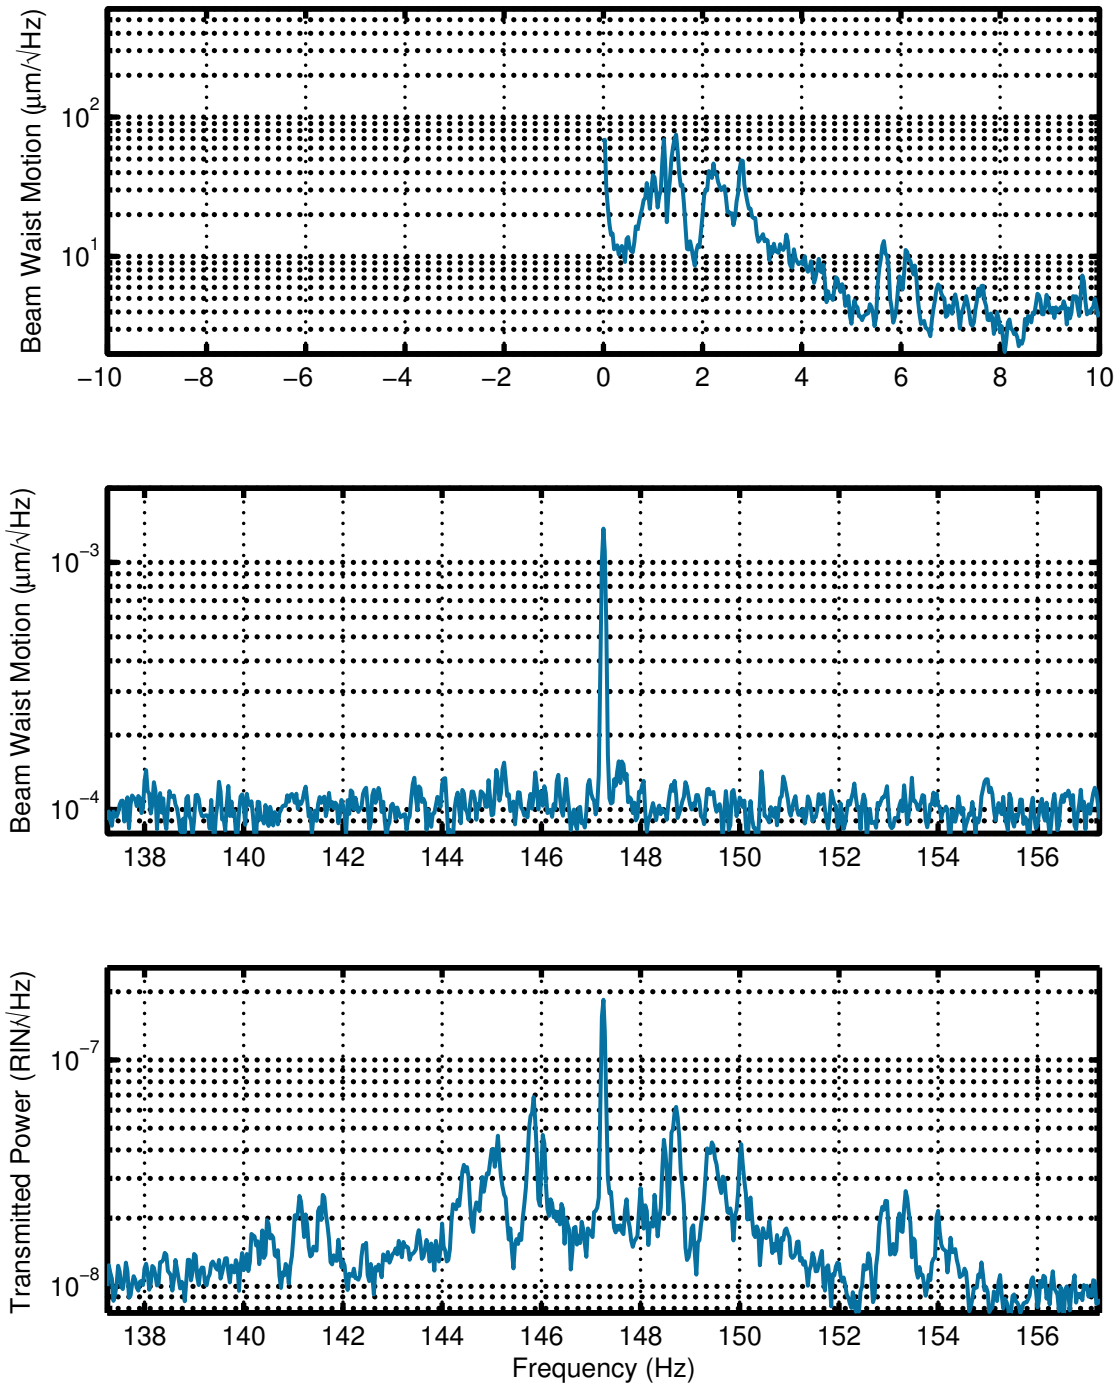 Beam Waist Motion (μm/√Hz)
10²
10¹
−10 −8 −6 −4 −2 0 2 4 6 8 10
Beam Waist Motion (μm/√Hz)
10⁻³
10⁻⁴
138 140 142 144 146 148 150 152 154 156
Transmitted Power (RIN/√Hz)
10⁻⁷
10⁻⁸
138 140 142 144 146 148 150 152 154 156
Frequency (Hz)